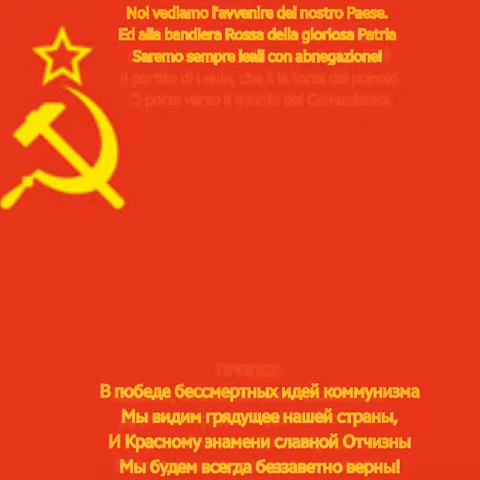 Noi vediamo l'avvenire del nostro Paese.
Ed alla bandiera Rossa della gloriosa Patria
Saremo sempre leali con abnegazione!
Il partito di Lenin, che è la forza del popolo
Ci porta verso il trionfo del Comunismo!
ПРИПЕВ
В победе бессмертных идей коммунизма
Мы видим грядущее нашей страны,
И Красному знамени славной Отчизны
Мы будем всегда беззаветно верны!